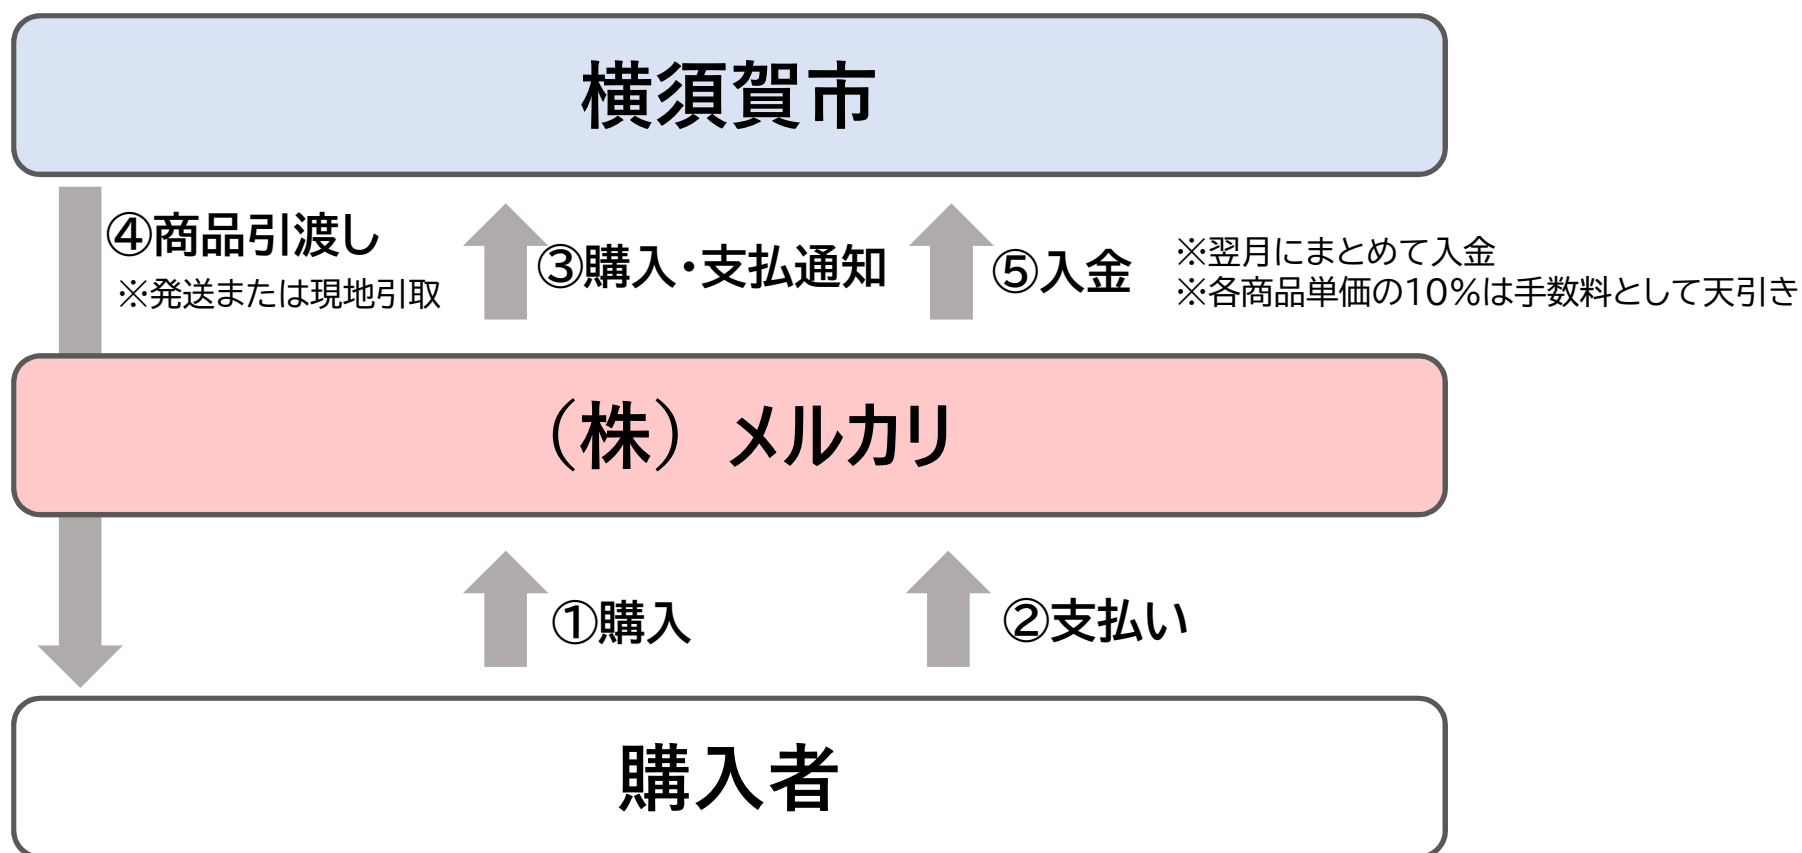 横須賀市
④商品引渡し
※発送または現地引取
③購入・支払通知
⑤入金
※翌月にまとめて入金
※各商品単価の10%は手数料として天引き
（株）メルカリ
①購入
②支払い
購入者